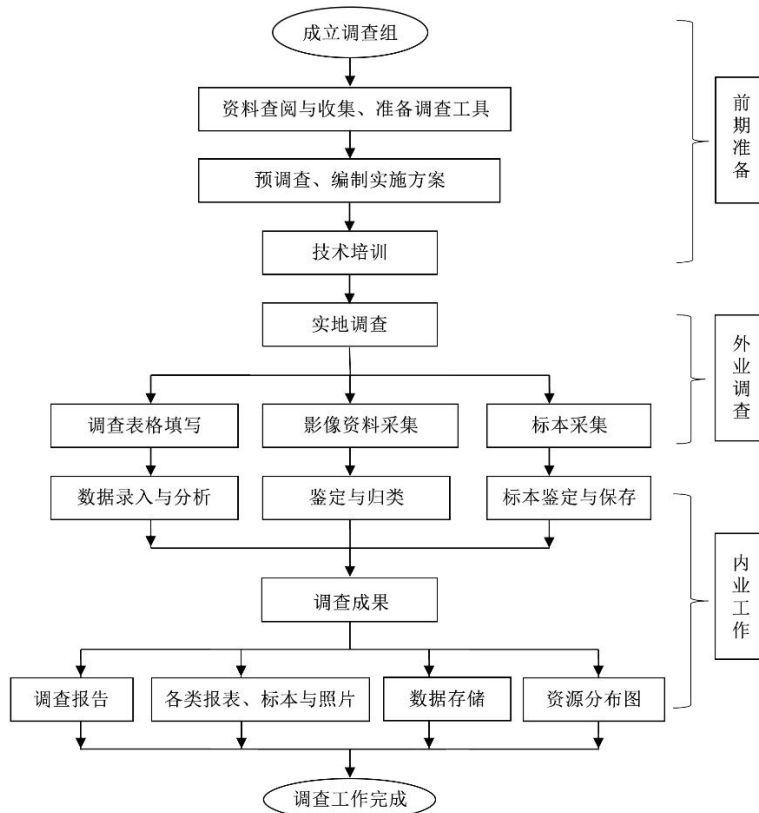 成立调查组
资料查阅与收集、准备调查工具
预调查、编制实施方案
技术培训
前期准备
实地调查
调查表格填写
影像资料采集
标本采集
外业调查
数据录入与分析
鉴定与归类
标本鉴定与保存
调查成果
内业工作
调查报告
各类报表、标本与照片
数据存储
资源分布图
调查工作完成